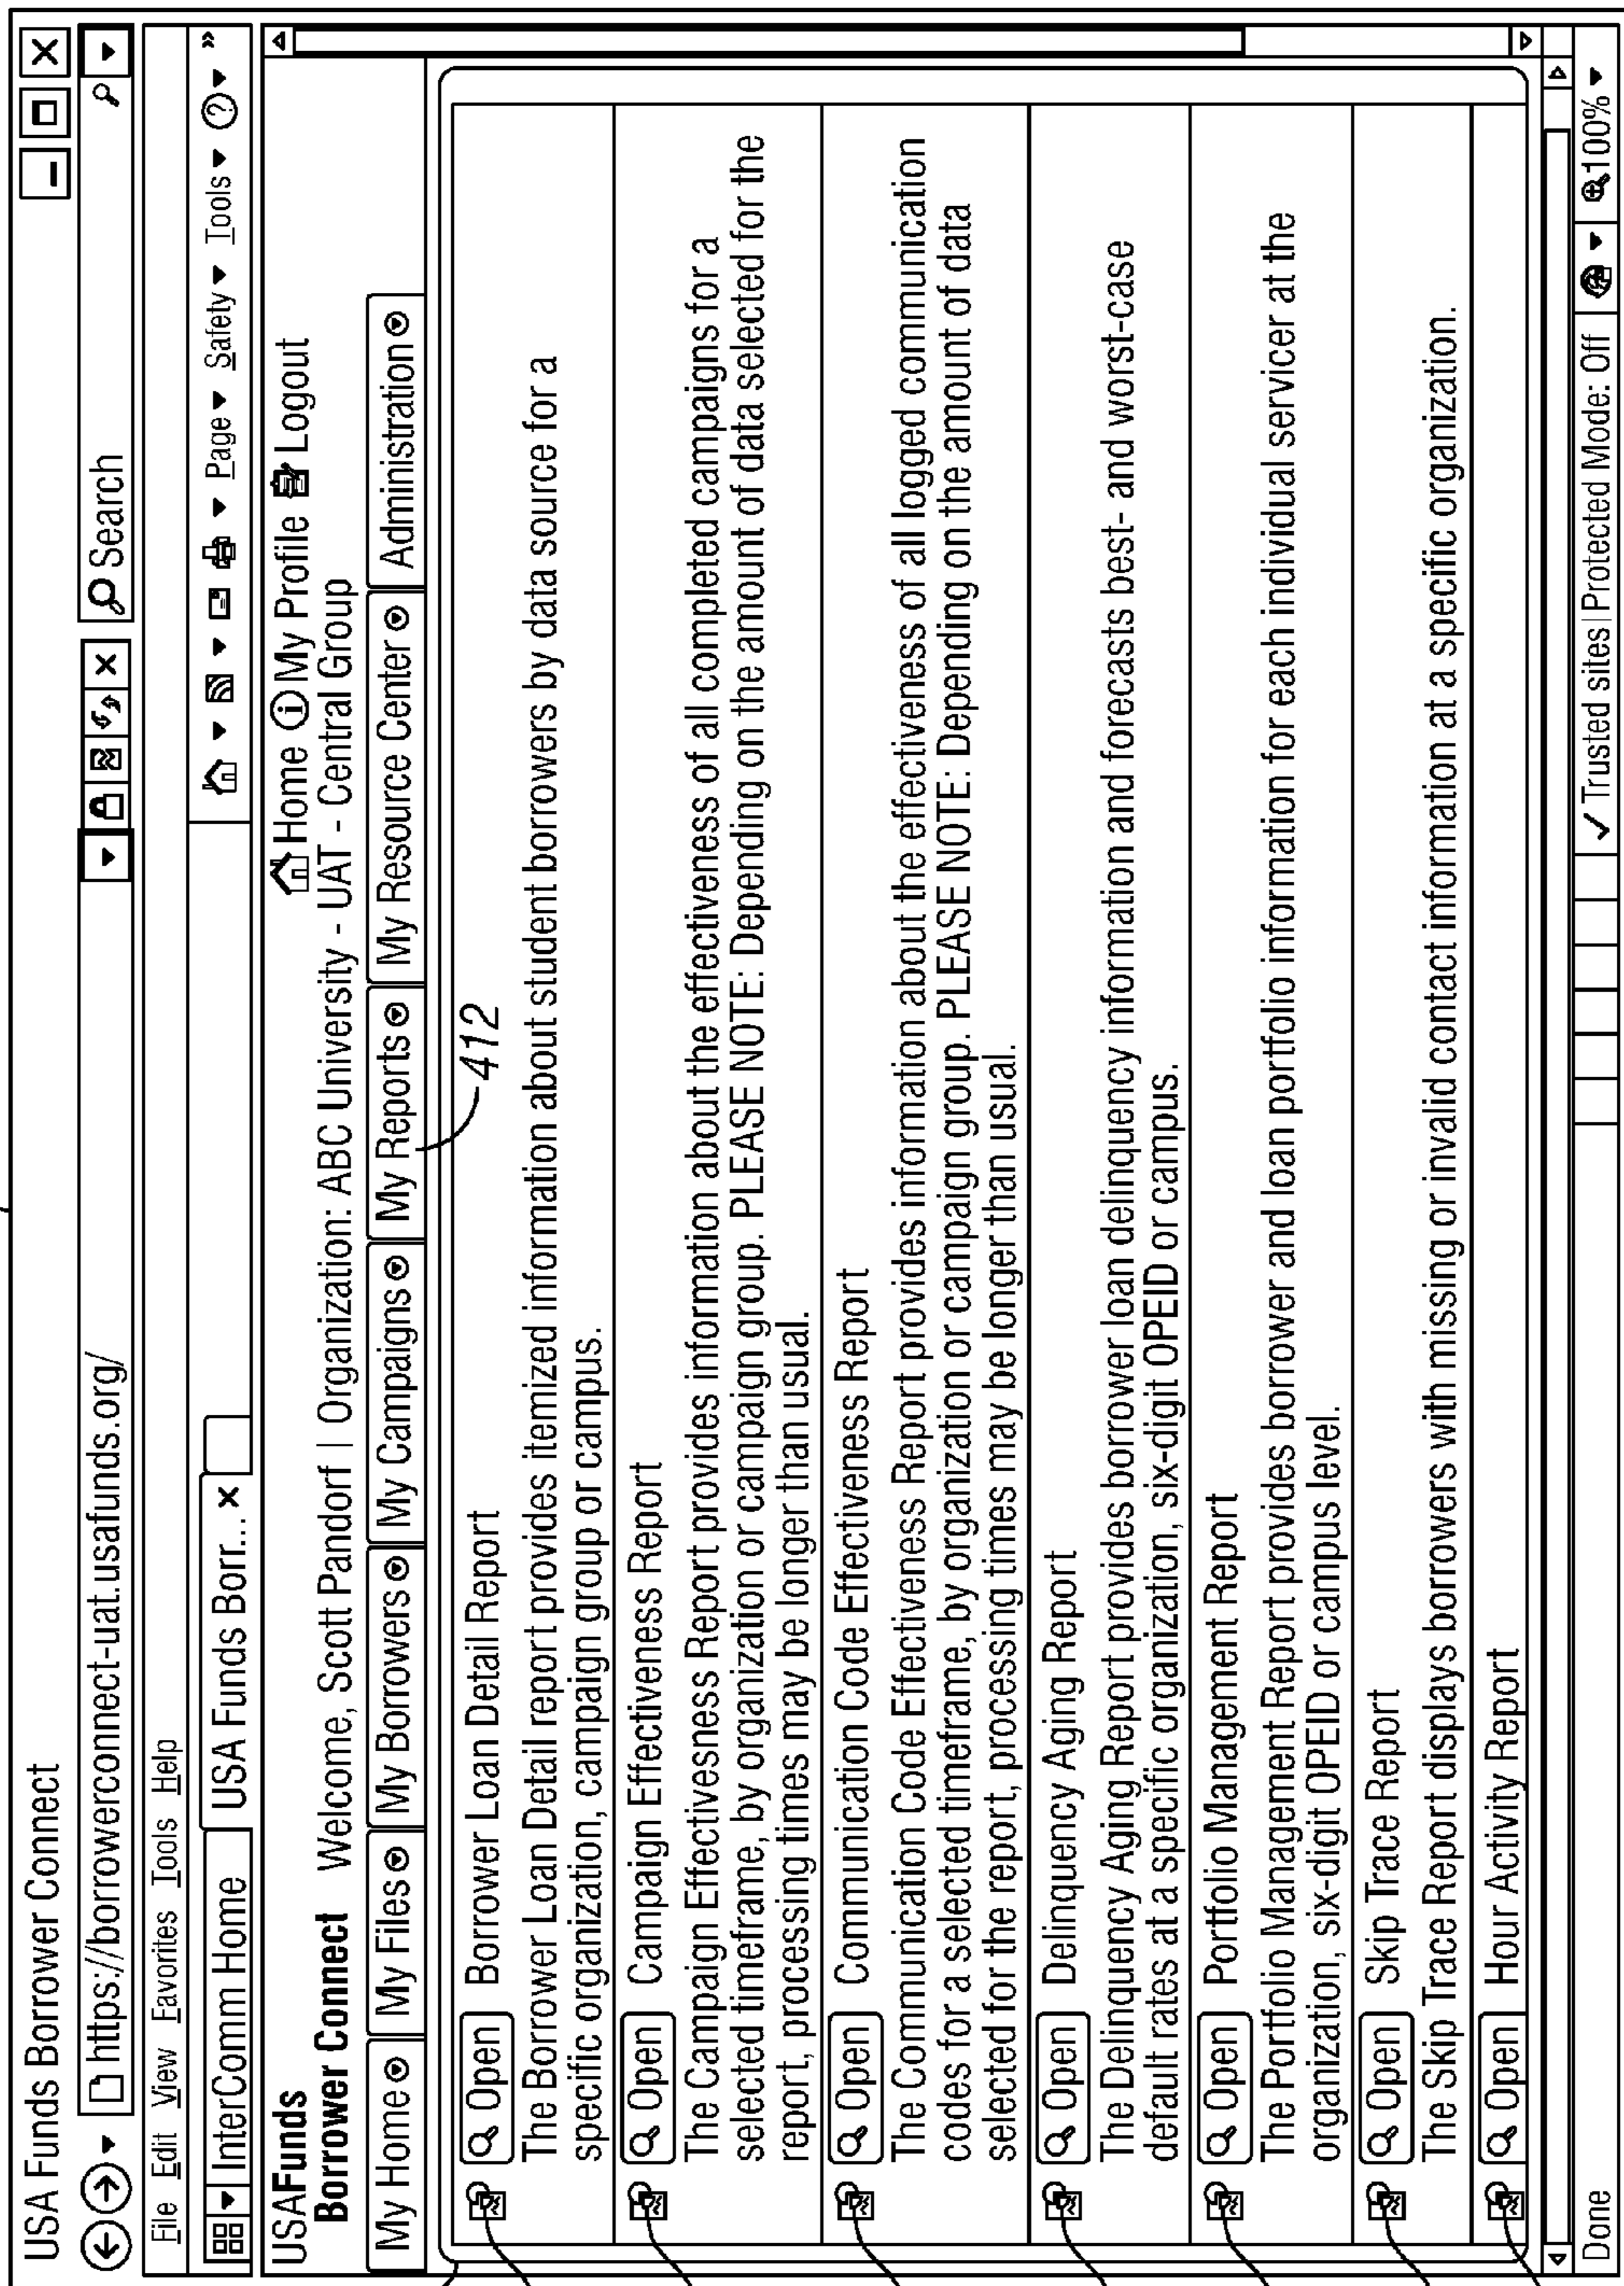 USA Funds Borrower Connect
https://borrowerconnect-uat.usafunds.org/
Search
File Edit View Favorites Tools Help
InterComm Home
USA Funds Borr...
Page Safety Tools
USAFunds
Borrower Connect
Home My Profile Logout
Welcome, Scott Pandorf | Organization: ABC University - UAT - Central Group
My Home My Files My Borrowers My Campaigns My Reports My Resource Center Administration
412
Open Borrower Loan Detail Report
The Borrower Loan Detail report provides itemized information about student borrowers by data source for a
specific organization, campaign group or campus.
Open Campaign Effectiveness Report
The Campaign Effectivesness Report provides information about the effectiveness of all completed campaigns for a
selected timeframe, by organization or campaign group. PLEASE NOTE: Depending on the amount of data selected for the
report, processing times may be longer than usual.
Open Communication Code Effectiveness Report
The Communication Code Effectiveness Report provides information about the effectiveness of all logged communication
codes for a selected timeframe, by organization or campaign group. PLEASE NOTE: Depending on the amount of data
selected for the report, processing times may be longer than usual.
Open Delinquency Aging Report
The Delinquency Aging Report provides borrower loan delinquency information and forecasts best- and worst-case
default rates at a specific organization, six-digit OPEID or campus.
Open Portfolio Management Report
The Portfolio Management Report provides borrower and loan portfolio information for each individual servicer at the
organization, six-digit OPEID or campus level.
Open Skip Trace Report
The Skip Trace Report displays borrowers with missing or invalid contact information at a specific organization.
Open Hour Activity Report
Done
Trusted sites | Protected Mode: Off
100%